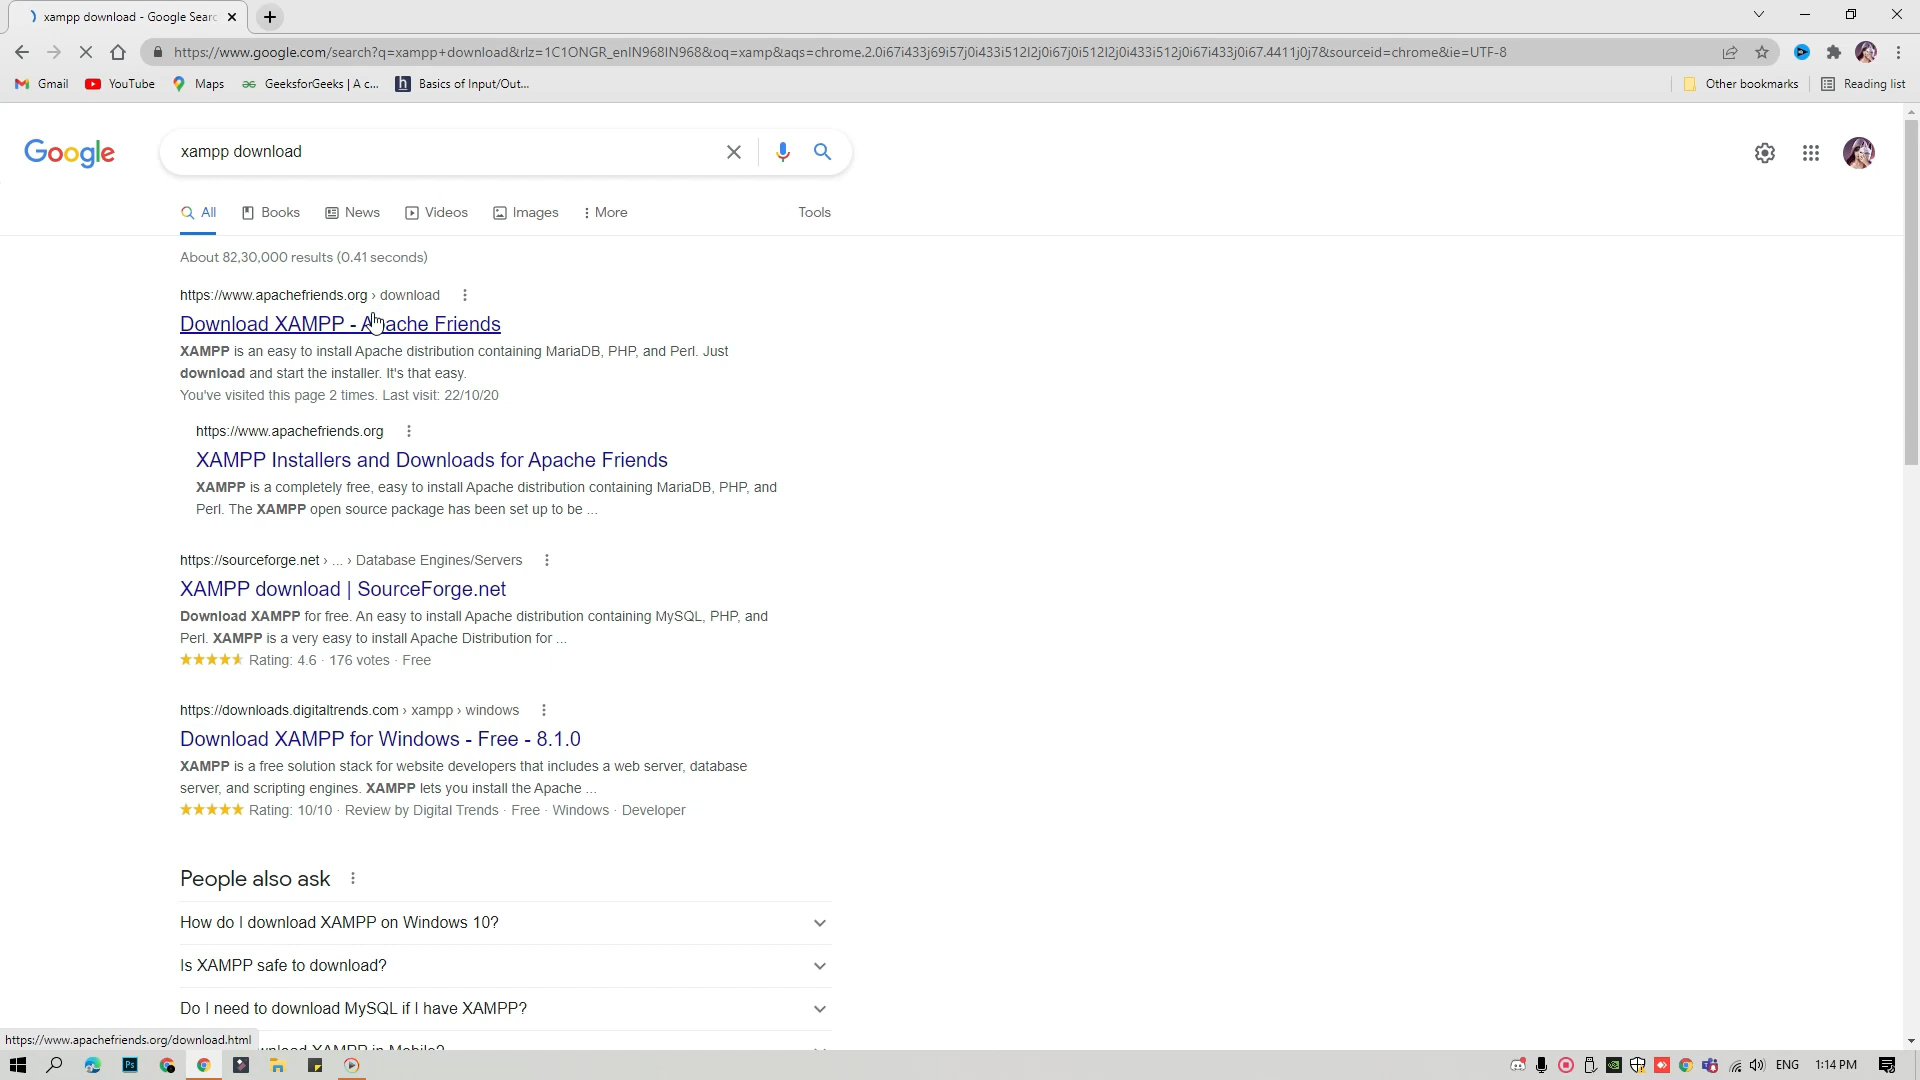 xampp download - Google Sear
https://www.google.com/search?q=xampp+download&rlz=1C1ONGR_enIN968IN968&oq=xamp&aqs=chrome.2.0i67i433j69i57j0i433i512l2j0i67j0i512l2j0i433i512j0i67i433j0i67.4411j0j7&sourceid=chrome&ie=UTF-8
Gmail YouTube Maps GeeksforGeeks | A c... Basics of Input/Out... Other bookmarks Reading list
Google xampp download
All Books News Videos Images More Tools
About 82,30,000 results (0.41 seconds)
https://www.apachefriends.org › download
Download XAMPP - Apache Friends
XAMPP is an easy to install Apache distribution containing MariaDB, PHP, and Perl. Just
download and start the installer. It's that easy.
You've visited this page 2 times. Last visit: 22/10/20
https://www.apachefriends.org
XAMPP Installers and Downloads for Apache Friends
XAMPP is a completely free, easy to install Apache distribution containing MariaDB, PHP, and
Perl. The XAMPP open source package has been set up to be ...
https://sourceforge.net › ... › Database Engines/Servers
XAMPP download | SourceForge.net
Download XAMPP for free. An easy to install Apache distribution containing MySQL, PHP, and
Perl. XAMPP is a very easy to install Apache Distribution for ...
Rating: 4.6 · 176 votes · Free
https://downloads.digitaltrends.com › xampp › windows
Download XAMPP for Windows - Free - 8.1.0
XAMPP is a free solution stack for website developers that includes a web server, database
server, and scripting engines. XAMPP lets you install the Apache ...
Rating: 10/10 · Review by Digital Trends · Free · Windows · Developer
People also ask
How do I download XAMPP on Windows 10?
Is XAMPP safe to download?
Do I need to download MySQL if I have XAMPP?
https://www.apachefriends.org/download.html
XAMPP in Mobile?
Ps ENG 1:14 PM